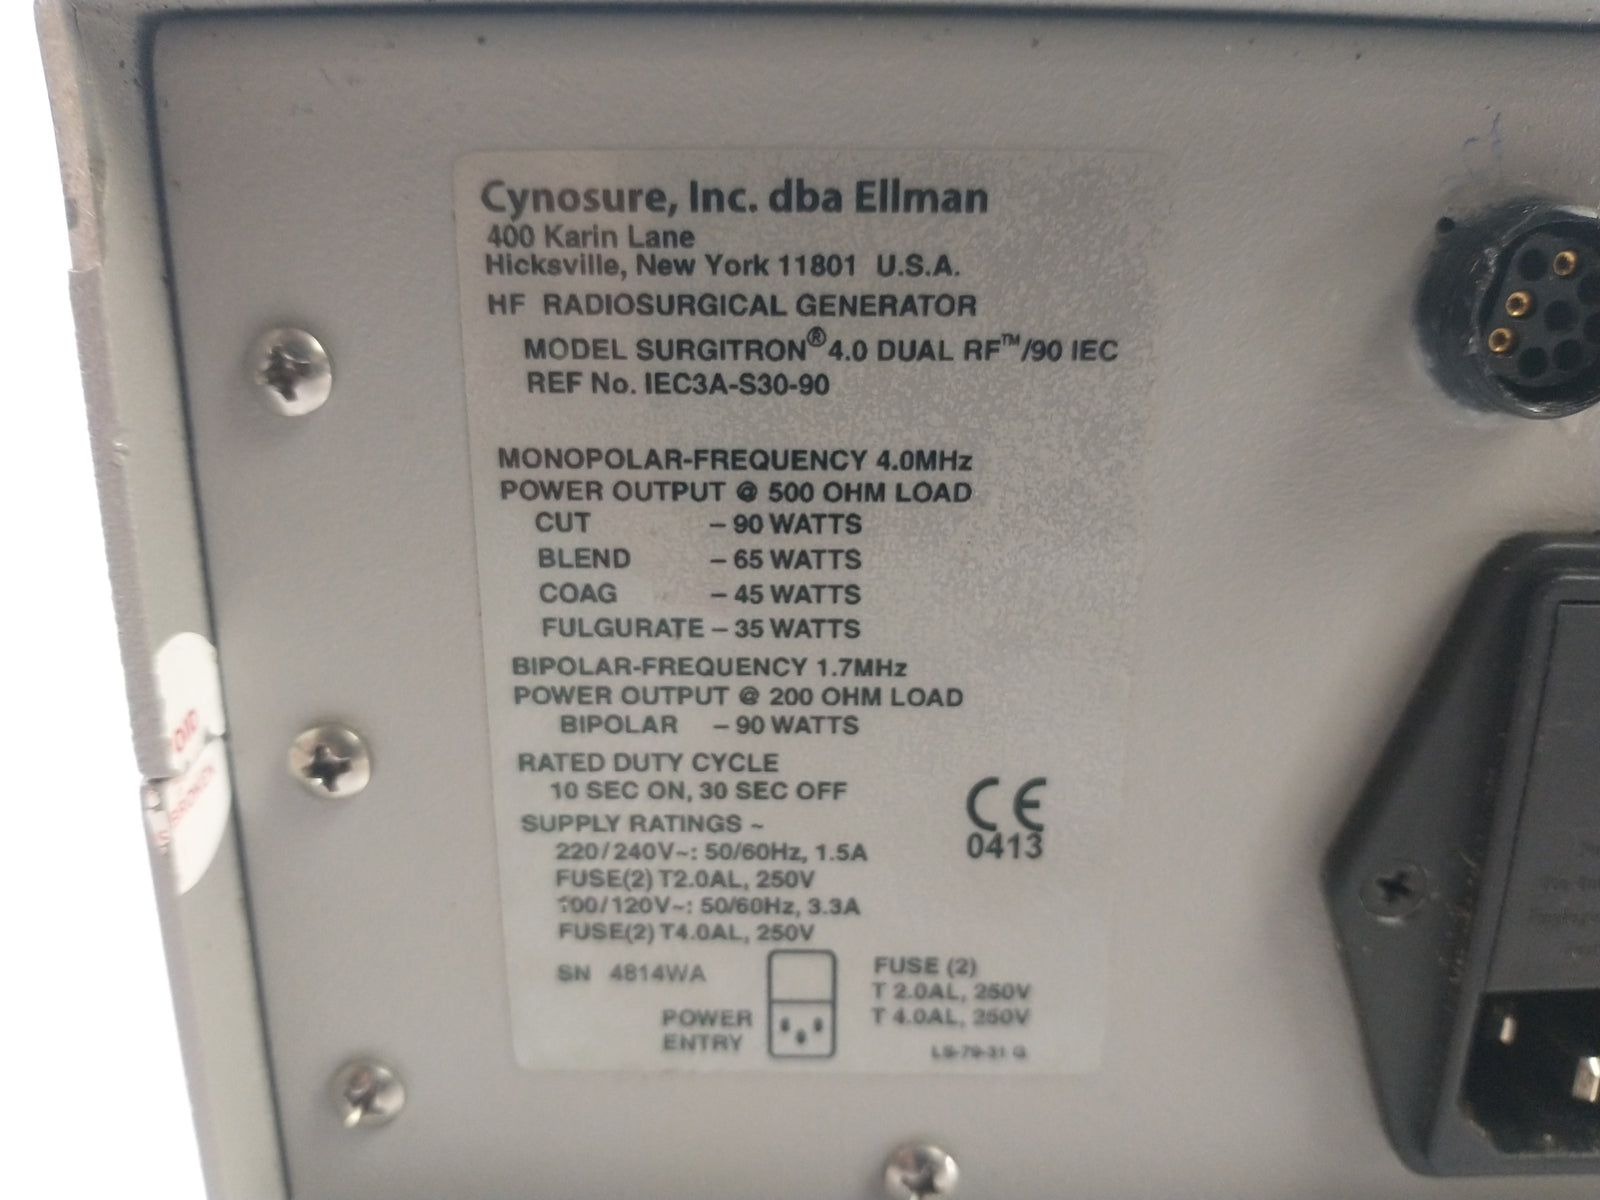 Cynosure, Inc. dba Ellman
400 Karin Lane
Hicksville, New York 11801 U.S.A.
HF RADIOSURGICAL GENERATOR
MODEL SURGITRON® 4.0 DUAL RF™/90 IEC
REF No. IEC3A-S30-90
MONOPOLAR-FREQUENCY 4.0MHz
POWER OUTPUT @ 500 OHM LOAD
CUT – 90 WATTS
BLEND – 65 WATTS
COAG – 45 WATTS
FULGURATE – 35 WATTS
BIPOLAR-FREQUENCY 1.7MHz
POWER OUTPUT @ 200 OHM LOAD
BIPOLAR – 90 WATTS
RATED DUTY CYCLE
10 SEC ON, 30 SEC OFF
SUPPLY RATINGS ~
220/240V~: 50/60Hz, 1.5A
FUSE(2) T2.0AL, 250V
100/120V~: 50/60Hz, 3.3A
FUSE(2) T4.0AL, 250V
CE
0413
SN 4814WA
POWER
ENTRY
FUSE (2)
T 2.0AL, 250V
T 4.0AL, 250V
LS-79-31 G
BROKEN